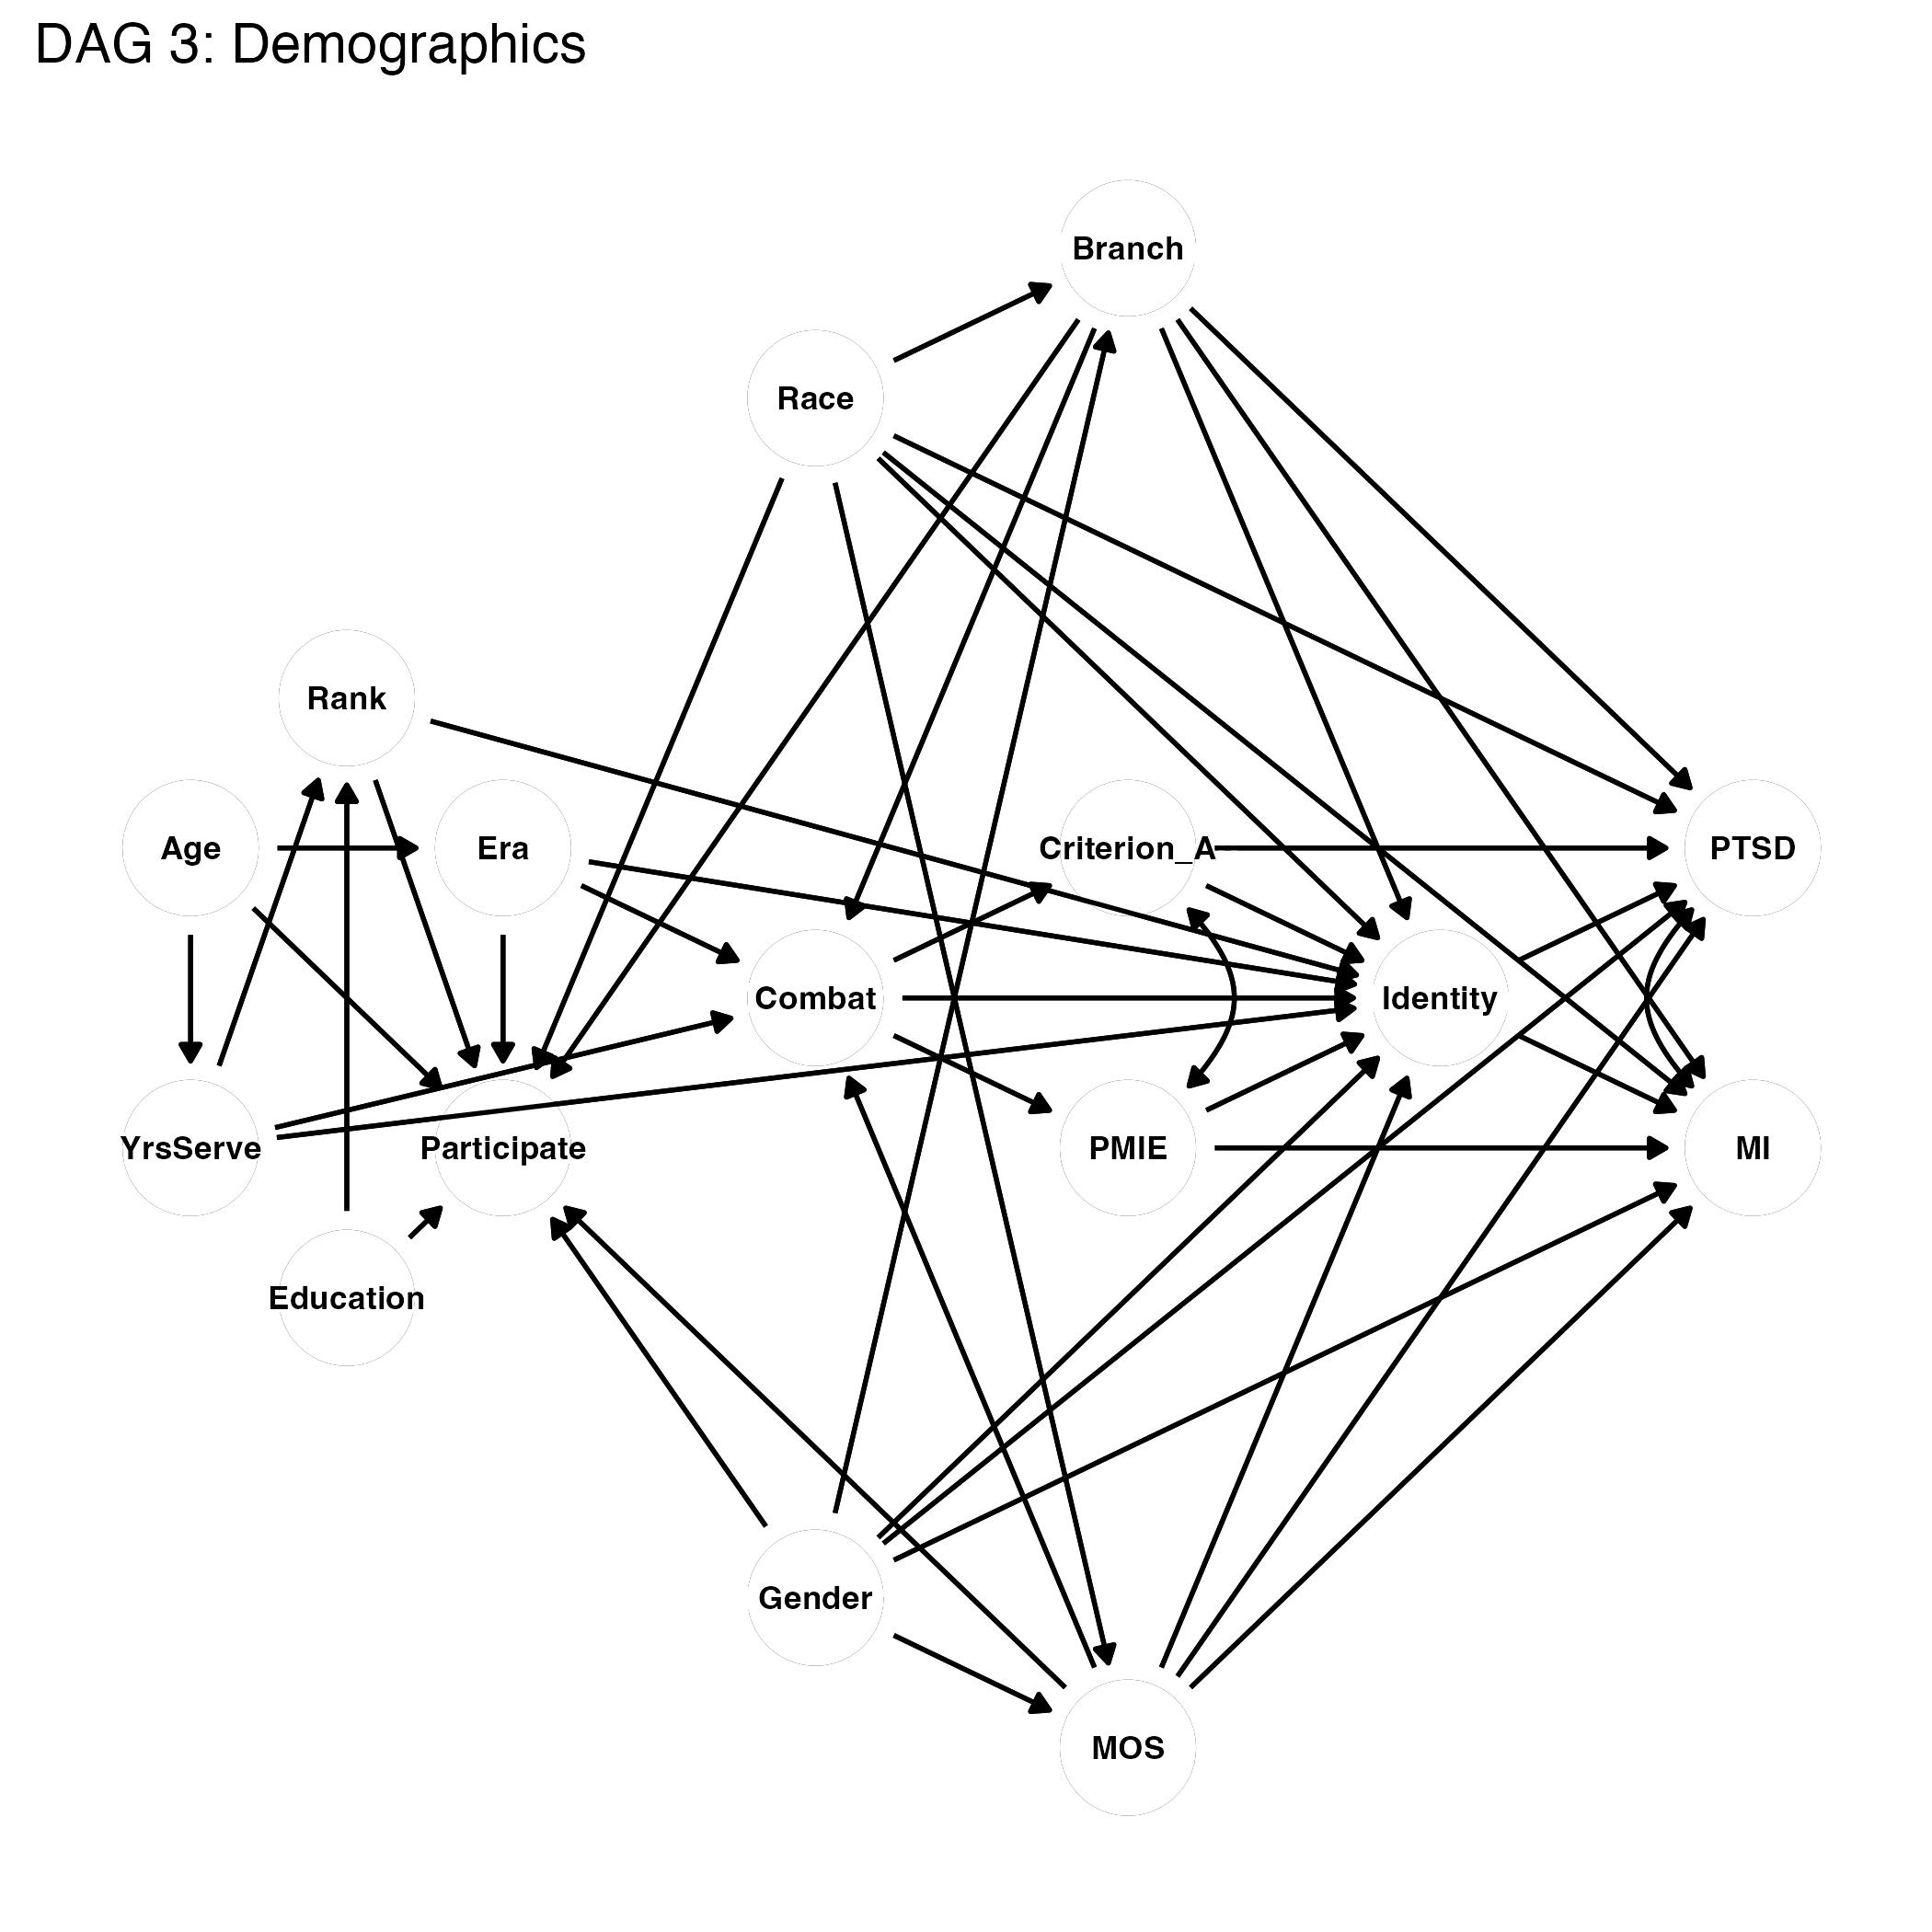 DAG 3: Demographics
Branch
Race
Rank
Age
Era
Criterion_A
PTSD
Combat
Identity
YrsServe
Participate
PMIE
MI
Education
Gender
MOS